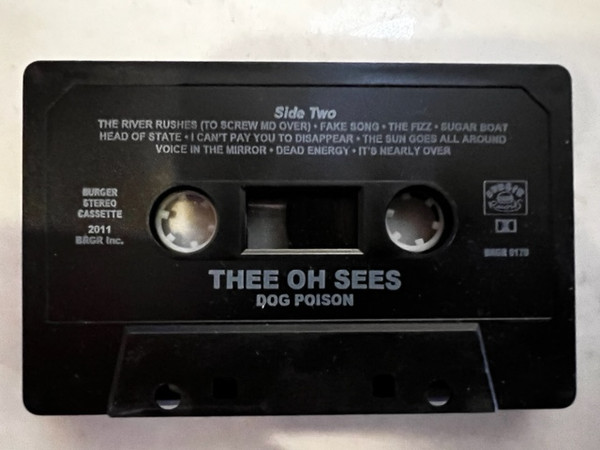 Side Two
THE RIVER RUSHES (TO SCREW MD OVER) • FAKE SONG • THE FIZZ • SUGAR BOAT
HEAD OF STATE • I CAN'T PAY YOU TO DISAPPEAR • THE SUN GOES ALL AROUND
VOICE IN THE MIRROR • DEAD ENERGY • IT'S NEARLY OVER
BURGER
STEREO
CASSETTE
2011
BRGR Inc.
BURGER
Records
BRGR 0170
THEE OH SEES
DOG POISON